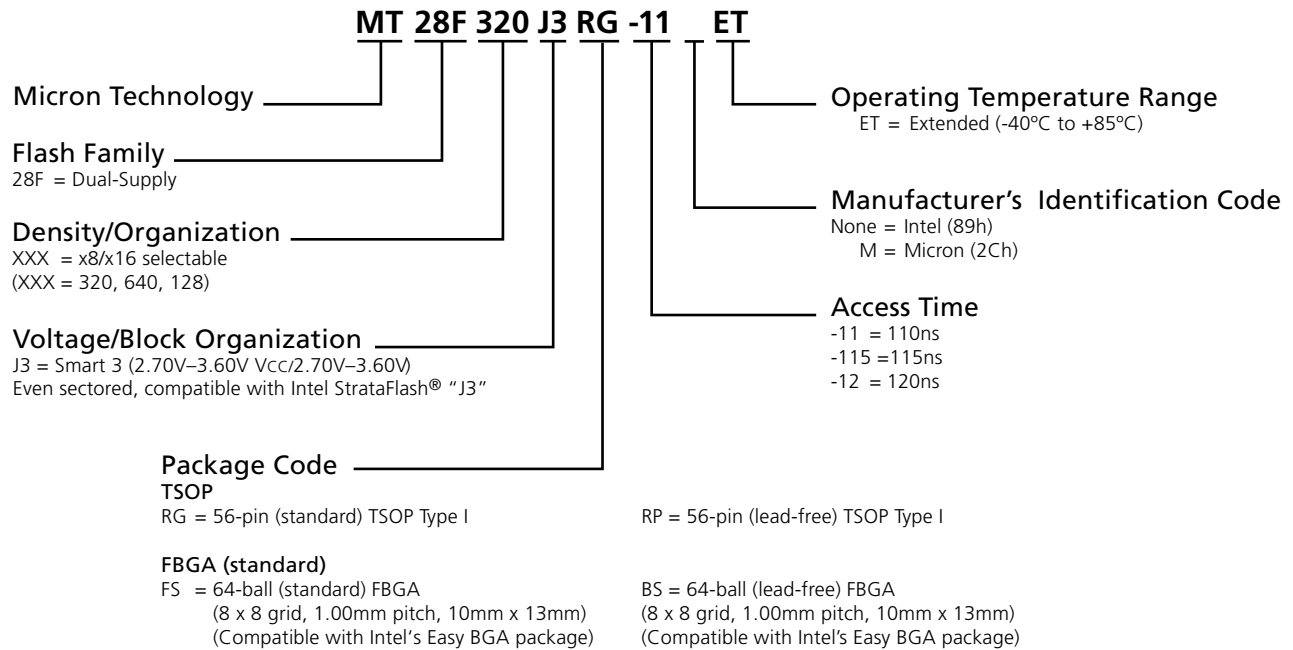 MT 28F 320 J3 RG -11 _ ET
Micron Technology
Flash Family
28F = Dual-Supply
Density/Organization
XXX = x8/x16 selectable
(XXX = 320, 640, 128)
Voltage/Block Organization
J3 = Smart 3 (2.70V–3.60V VCC/2.70V–3.60V)
Even sectored, compatible with Intel StrataFlash® “J3”
Operating Temperature Range
ET = Extended (-40ºC to +85ºC)
Manufacturer’s Identification Code
None = Intel (89h)
M = Micron (2Ch)
Access Time
-11 = 110ns
-115 =115ns
-12 = 120ns
Package Code
TSOP
RG = 56-pin (standard) TSOP Type I
RP = 56-pin (lead-free) TSOP Type I
FBGA (standard)
FS = 64-ball (standard) FBGA
(8 x 8 grid, 1.00mm pitch, 10mm x 13mm)
(Compatible with Intel’s Easy BGA package)
BS = 64-ball (lead-free) FBGA
(8 x 8 grid, 1.00mm pitch, 10mm x 13mm)
(Compatible with Intel’s Easy BGA package)